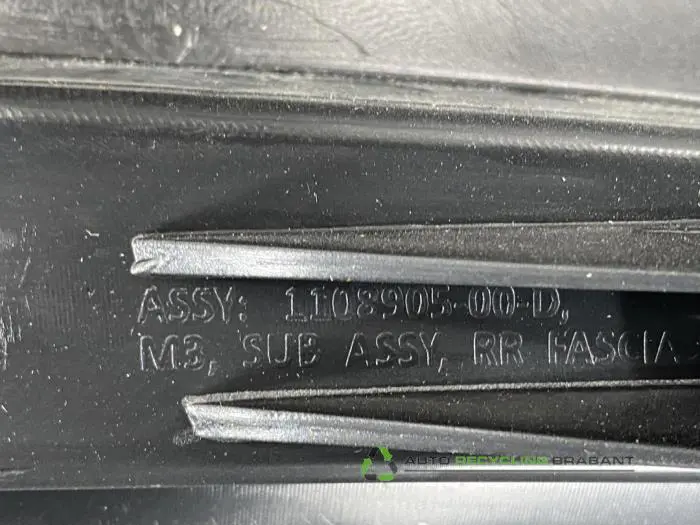 ASSY: 1108905-00-D,
M3, SUB ASSY, RR FASCIA
AUTO RECYCLING BRABANT